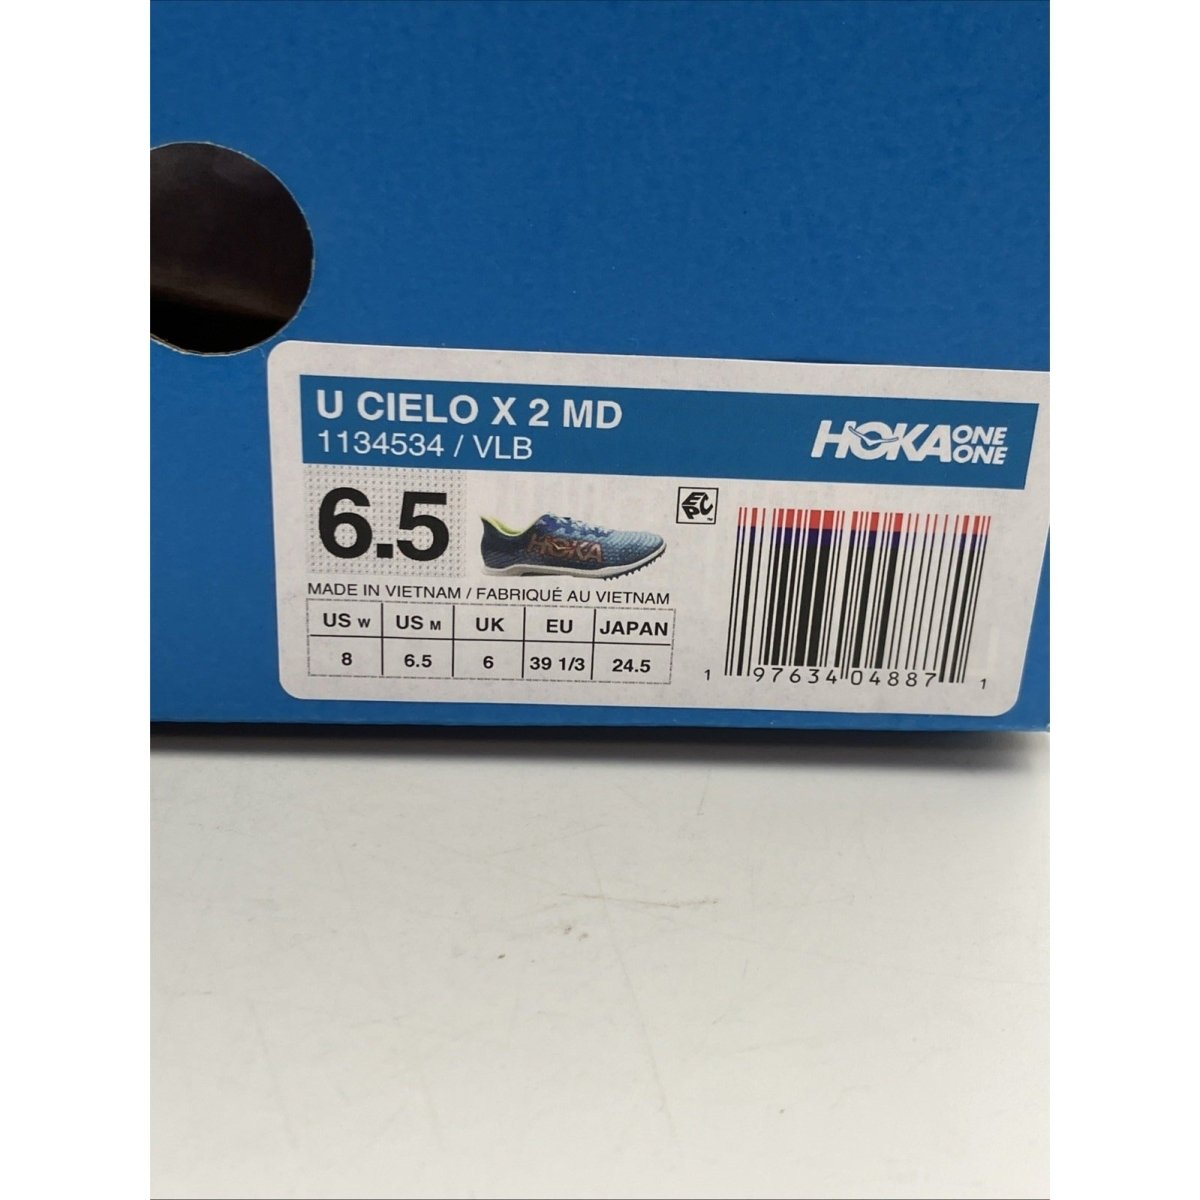 U CIELO X 2 MD
1134534 / VLB
HOKA ONE ONE
6.5
HOKA
EPC
MADE IN VIETNAM / FABRIQUÉ AU VIETNAM
US W US M UK EU JAPAN
8 6.5 6 39 1/3 24.5
1 97634 04887 1